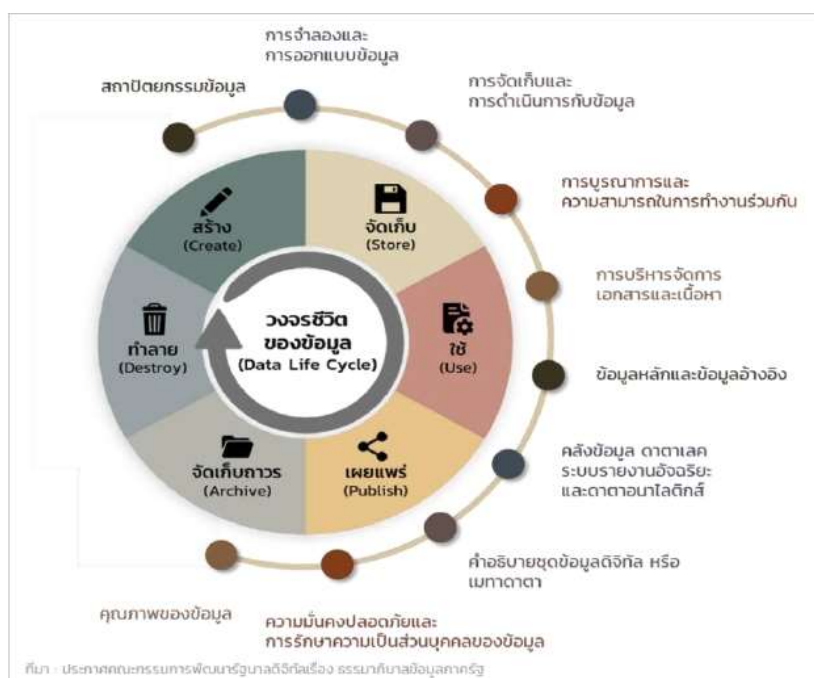 การจำลองและ
การออกแบบข้อมูล
สถาปัตยกรรมข้อมูล
การจัดเก็บและ
การดำเนินการกับข้อมูล
การบูรณาการและ
ความสามารถในการทำงานร่วมกัน
การบริหารจัดการ
เอกสารและเนื้อหา
ข้อมูลหลักและข้อมูลอ้างอิง
คลังข้อมูล ดาตาเลค
ระบบรายงานอัจฉริยะ
และดาตาอนาไลติกส์
คำอธิบายชุดข้อมูลดิจิทัล หรือ
เมทาดาตา
ความมั่นคงปลอดภัยและ
การรักษาความเป็นส่วนบุคคลของข้อมูล
คุณภาพของข้อมูล
สร้าง
(Create)
จัดเก็บ
(Store)
ใช้
(Use)
เผยแพร่
(Publish)
จัดเก็บถาวร
(Archive)
ทำลาย
(Destroy)
วงจรชีวิต
ของข้อมูล
(Data Life Cycle)
ที่มา : ประกาศคณะกรรมการพัฒนารัฐบาลดิจิทัลเรื่อง ธรรมาภิบาลข้อมูลภาครัฐ